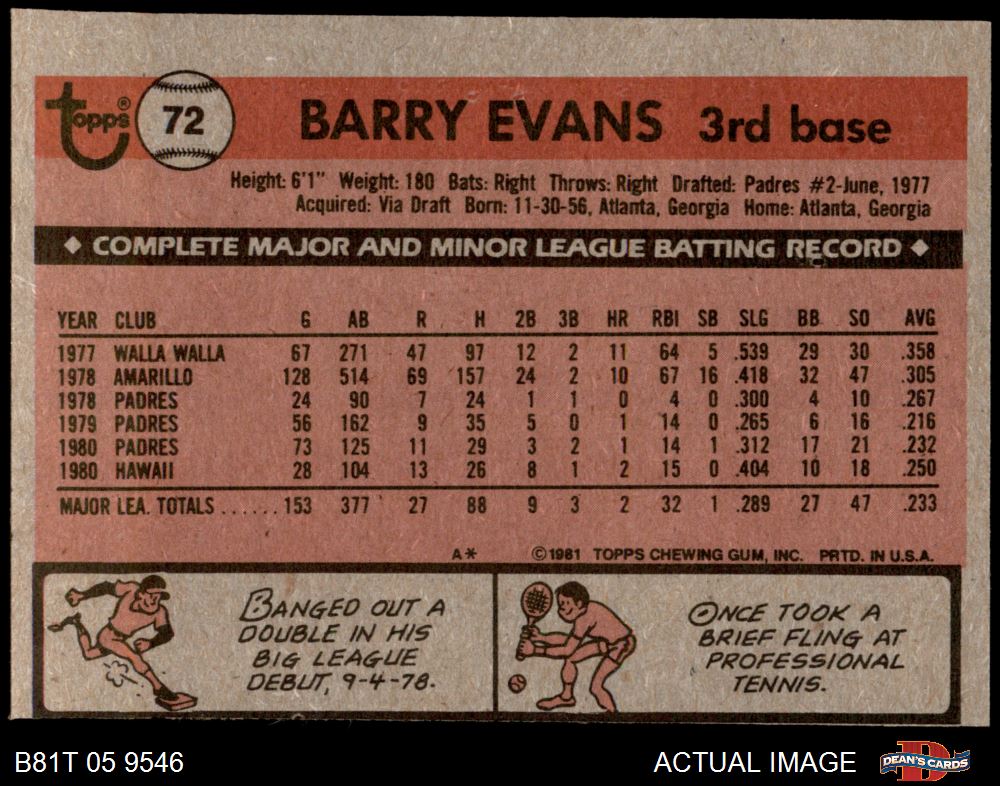 Topps® 72 BARRY EVANS 3rd base
Height: 6'1" Weight: 180 Bats: Right Throws: Right Drafted: Padres #2-June, 1977
Acquired: Via Draft Born: 11-30-56, Atlanta, Georgia Home: Atlanta, Georgia
◆ COMPLETE MAJOR AND MINOR LEAGUE BATTING RECORD ◆
YEAR CLUB G AB R H 2B 3B HR RBI SB SLG BB SO AVG
1977 WALLA WALLA 67 271 47 97 12 2 11 64 5 .539 29 30 .358
1978 AMARILLO 128 514 69 157 24 2 10 67 16 .418 32 47 .305
1978 PADRES 24 90 7 24 1 1 0 4 0 .300 4 10 .267
1979 PADRES 56 162 9 35 5 0 1 14 0 .265 6 16 .216
1980 PADRES 73 125 11 29 3 2 1 14 1 .312 17 21 .232
1980 HAWAII 28 104 13 26 8 1 2 15 0 .404 10 18 .250
MAJOR LEA. TOTALS ...... 153 377 27 88 9 3 2 32 1 .289 27 47 .233
A* ©1981 TOPPS CHEWING GUM, INC. PRTD. IN U.S.A.
BANGED OUT A
DOUBLE IN HIS
BIG LEAGUE
DEBUT, 9-4-78.
ONCE TOOK A
BRIEF FLING AT
PROFESSIONAL
TENNIS.
B81T 05 9546 ACTUAL IMAGE DEAN'S CARDS